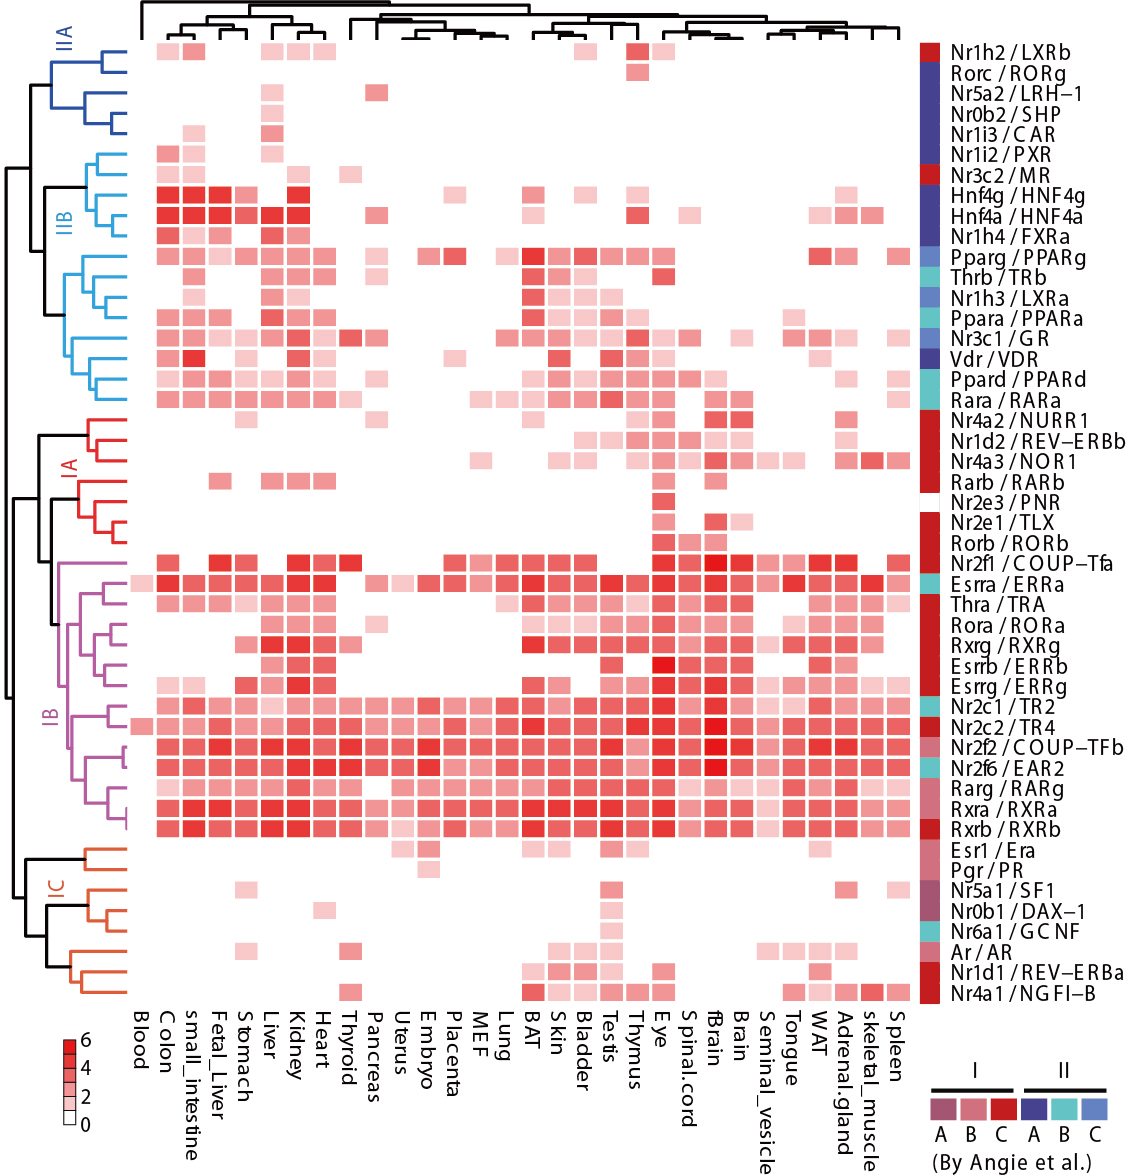 IIA
IIB
IA
IB
IC
Nr1h2/LXRb
Rorc/RORg
Nr5a2/LRH-1
Nr0b2/SHP
Nr1i3/CAR
Nr1i2/PXR
Nr3c2/MR
Hnf4g/HNF4g
Hnf4a/HNF4a
Nr1h4/FXRa
Pparg/PPARg
Thrb/TRb
Nr1h3/LXRa
Ppara/PPARa
Nr3c1/GR
Vdr/VDR
Ppard/PPARd
Rara/RARa
Nr4a2/NURR1
Nr1d2/REV-ERBb
Nr4a3/NOR1
Rarb/RARb
Nr2e3/PNR
Nr2e1/TLX
Rorb/RORb
Nr2f1/COUP-Tfa
Esrra/ERRa
Thra/TRA
Rora/RORa
Rxrg/RXRg
Esrrb/ERRb
Esrrg/ERRg
Nr2c1/TR2
Nr2c2/TR4
Nr2f2/COUP-TFb
Nr2f6/EAR2
Rarg/RARg
Rxra/RXRa
Rxrb/RXRb
Esr1/Era
Pgr/PR
Nr5a1/SF1
Nr0b1/DAX-1
Nr6a1/GCNF
Ar/AR
Nr1d1/REV-ERBa
Nr4a1/NGFI-B
Blood
Colon
small_intestine
Fetal_Liver
Stomach
Liver
Kidney
Heart
Thyroid
Pancreas
Uterus
Embryo
Placenta
MEF
Lung
BAT
Skin
Bladder
Testis
Thymus
Eye
Spinal.cord
fBrain
Brain
Seminal_vesicle
Tongue
WAT
Adrenal.gland
skeletal_muscle
Spleen
6
4
2
0
I II
A B C A B C
(By Angie et al.)